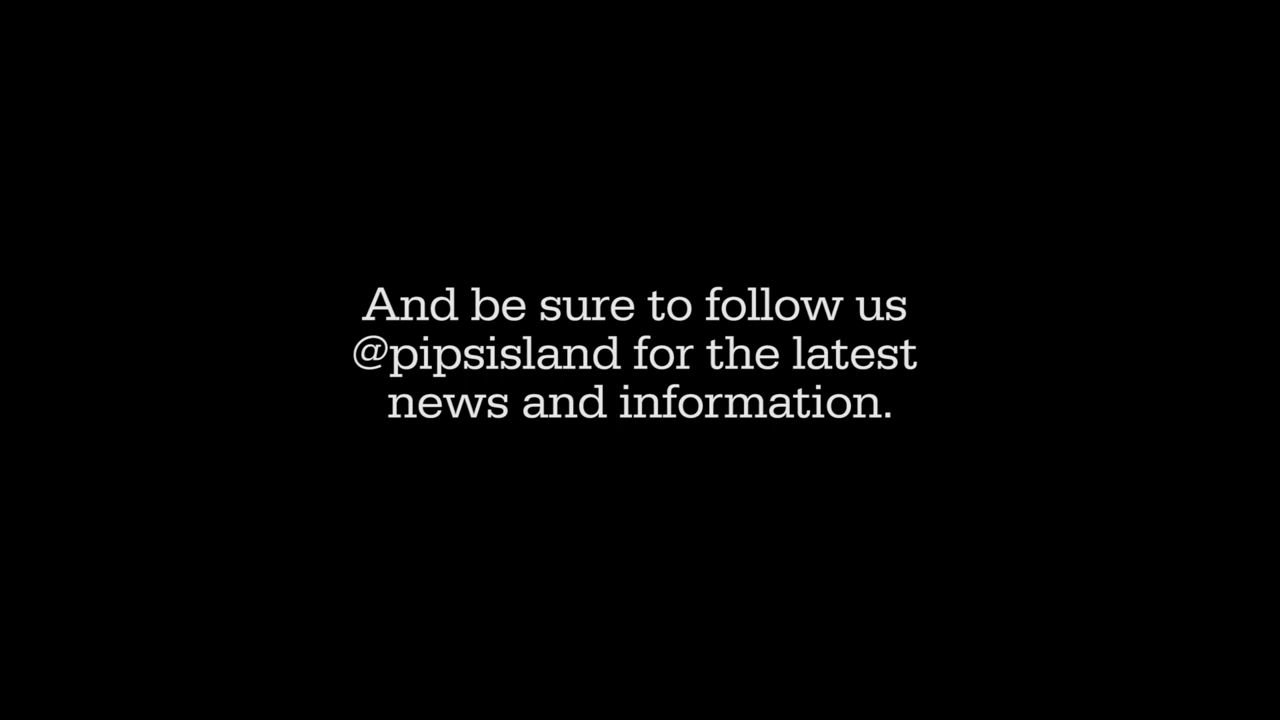 And be sure to follow us
@pipsisland for the latest
news and information.